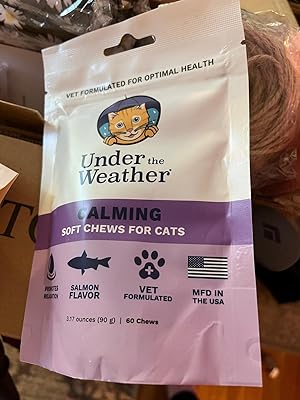 VET FORMULATED FOR OPTIMAL HEALTH
Under the
Weather
CALMING
SOFT CHEWS FOR CATS
SALMON
FLAVOR
VET
FORMULATED
MFD IN
THE USA
3.17 ounces (90 g) | 60 Chews